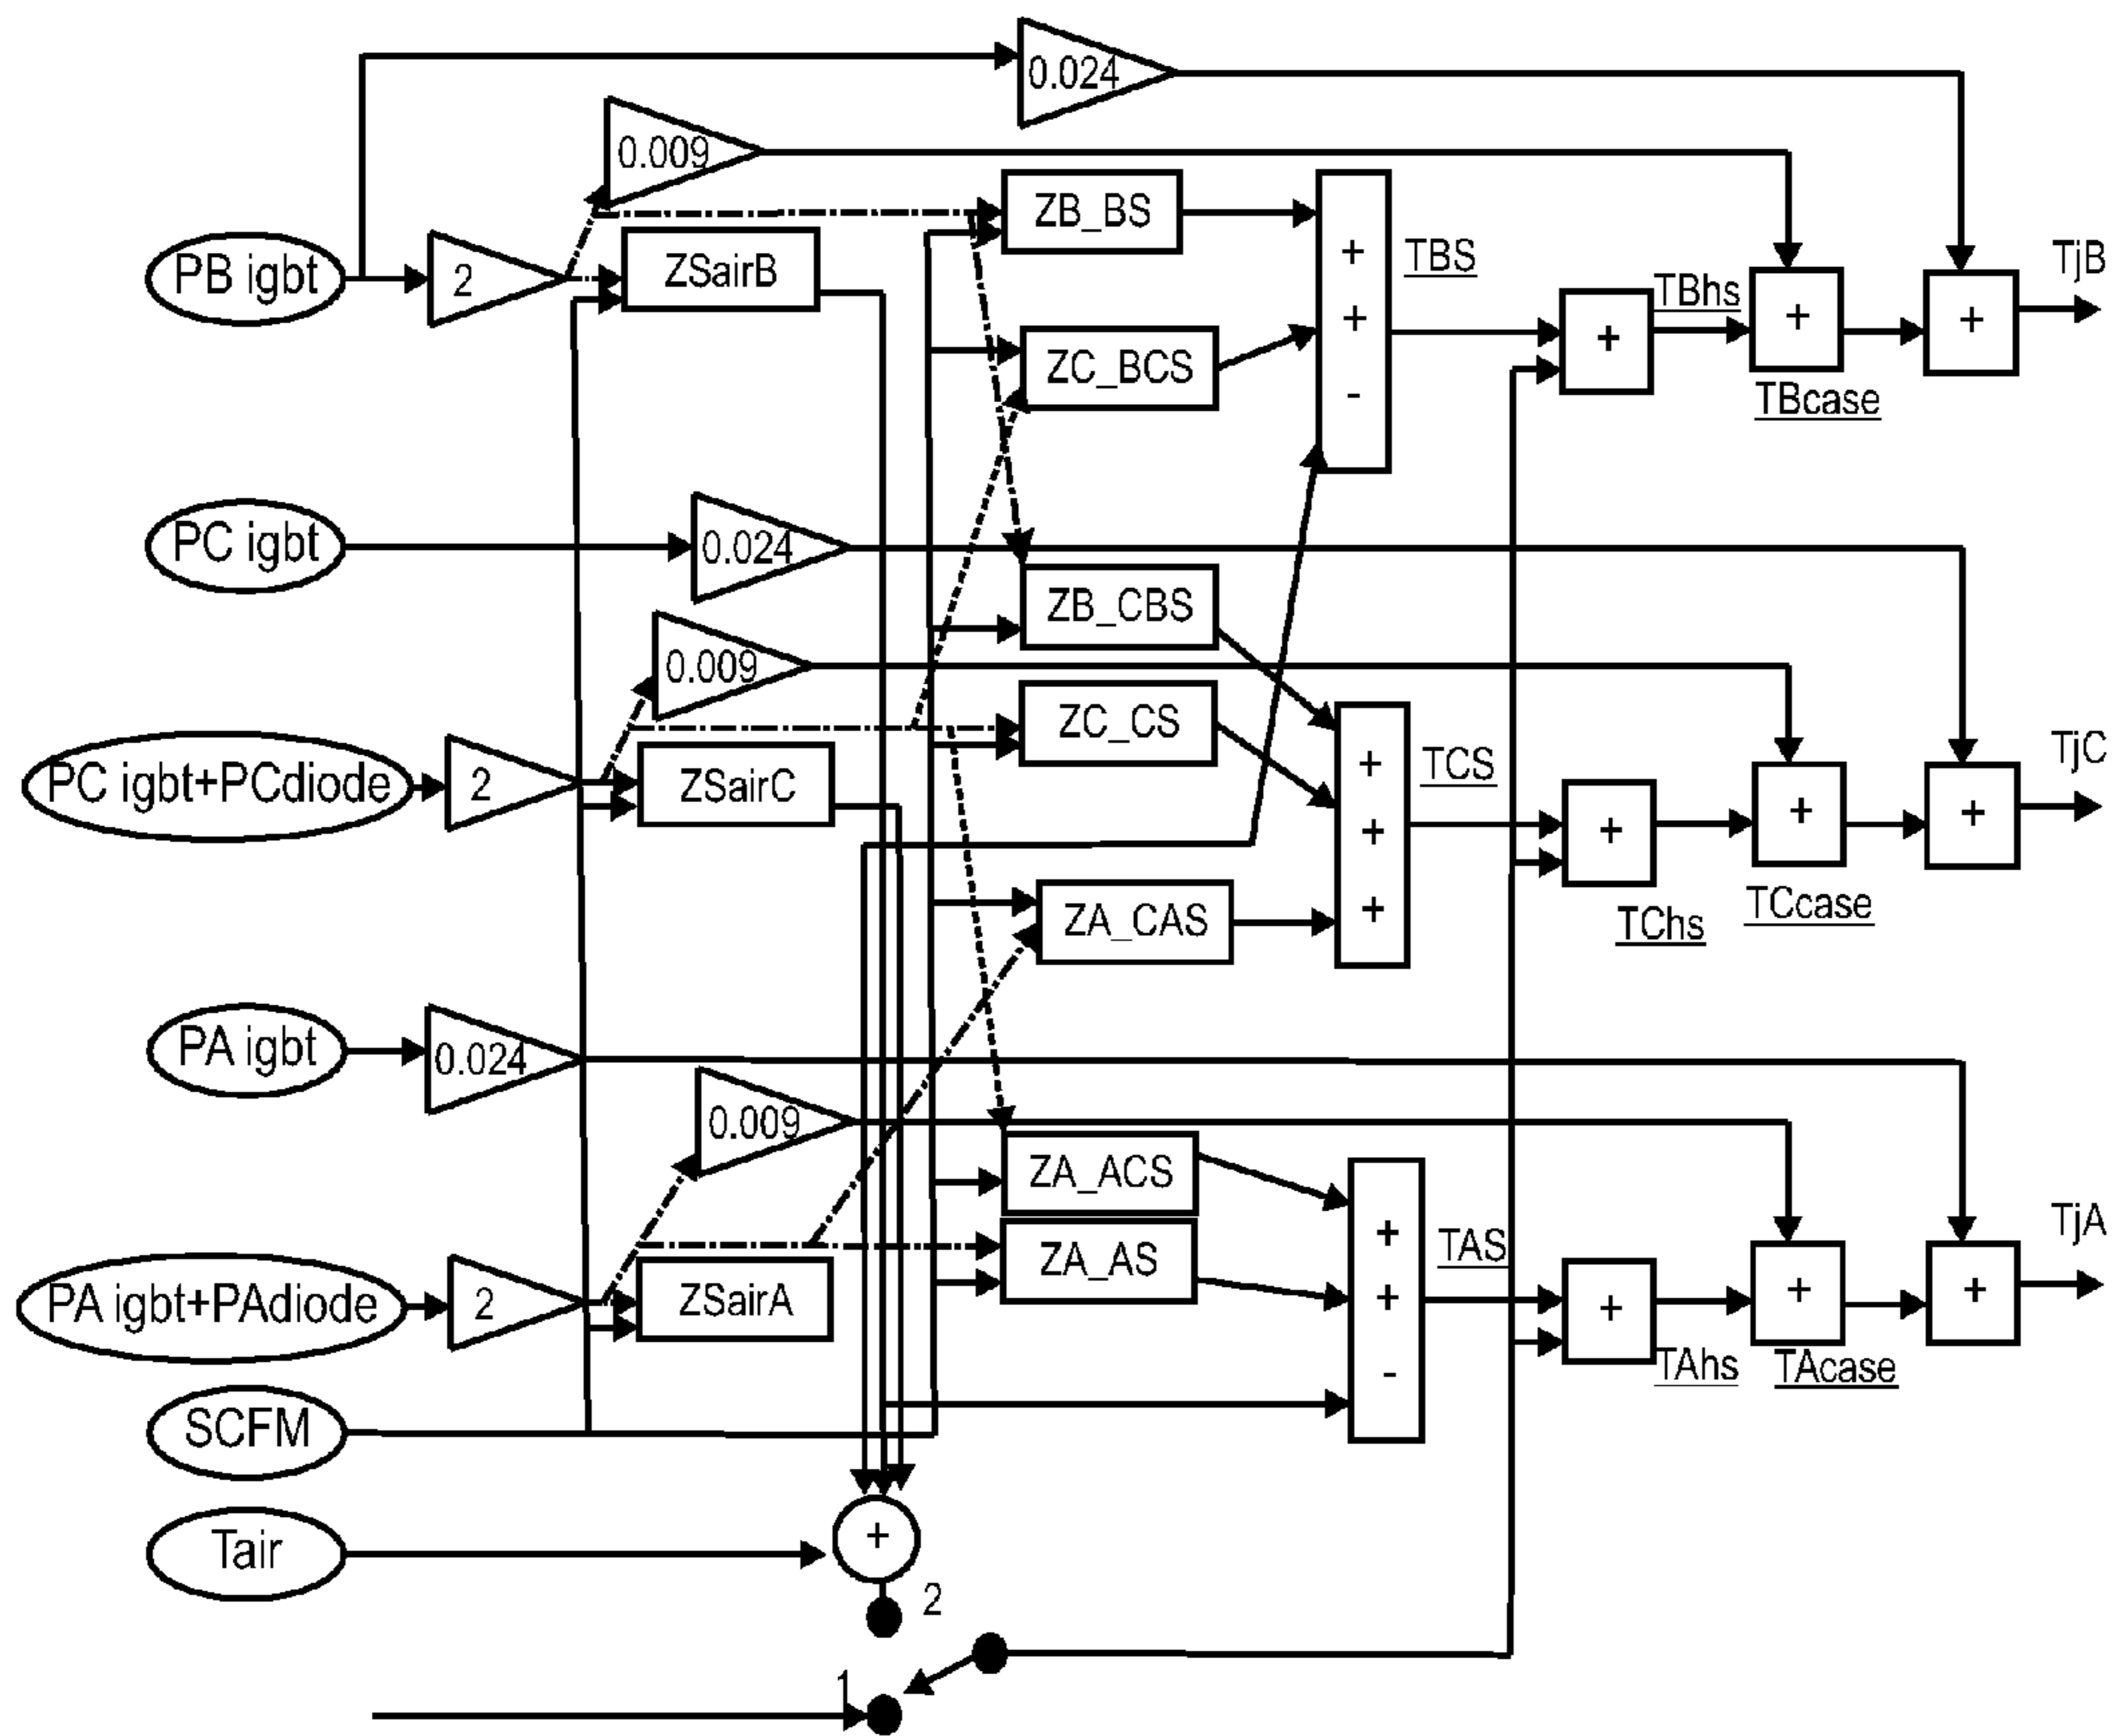 0.024
0.009
ZB_BS
PB igbt
2
ZSairB
+
+
-
TBS
ZC_BCS
+
TBhs
+
TBcase
+
TjB
PC igbt
0.024
ZB_CBS
0.009
ZC_CS
PC igbt+PCdiode
2
ZSairC
+
+
+
TCS
ZA_CAS
+
TChs
+
TCcase
+
TjC
PA igbt
0.024
0.009
ZA_ACS
ZA_AS
PA igbt+PAdiode
2
ZSairA
+
+
-
TAS
+
TAhs
+
TAcase
+
TjA
SCFM
Tair
+
2
1